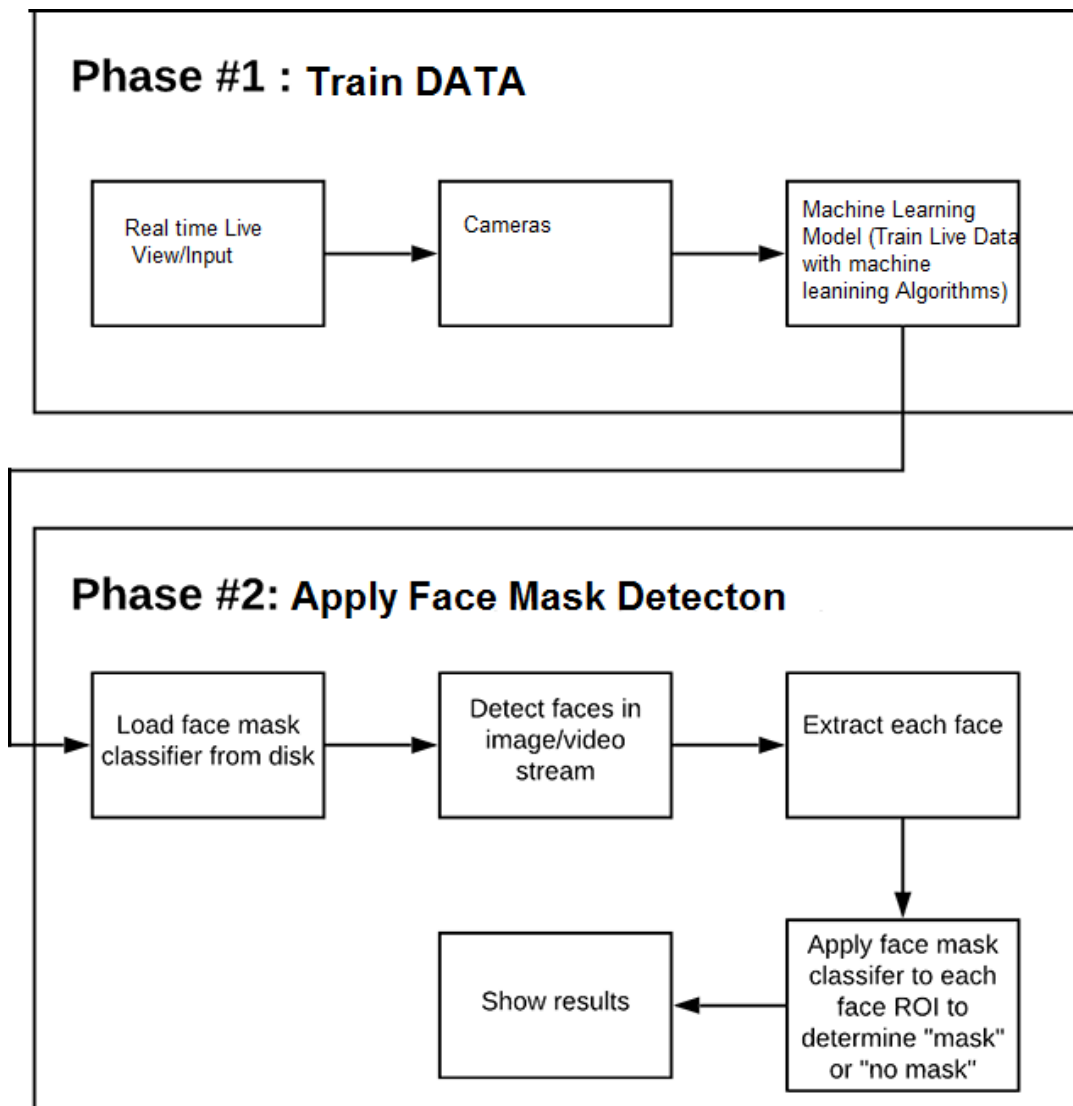 Phase #1 : Train DATA
Real time Live
View/Input
Cameras
Machine Learning
Model (Train Live Data
with machine
leanining Algorithms)
Phase #2: Apply Face Mask Detecton
Load face mask
classifier from disk
Detect faces in
image/video
stream
Extract each face
Apply face mask
classifer to each
face ROI to
determine "mask"
or "no mask"
Show results